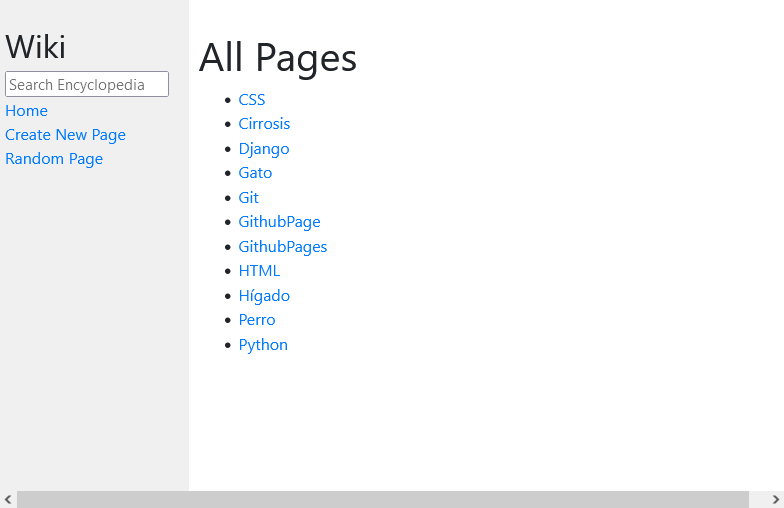 Wiki
Search Encyclopedia
Home
Create New Page
Random Page
All Pages
CSS
Cirrosis
Django
Gato
Git
GithubPage
GithubPages
HTML
Hígado
Perro
Python